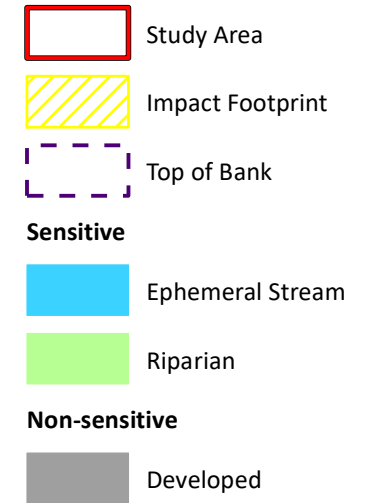 Study Area
Impact Footprint
Top of Bank
Sensitive
Ephemeral Stream
Riparian
Non-sensitive
Developed